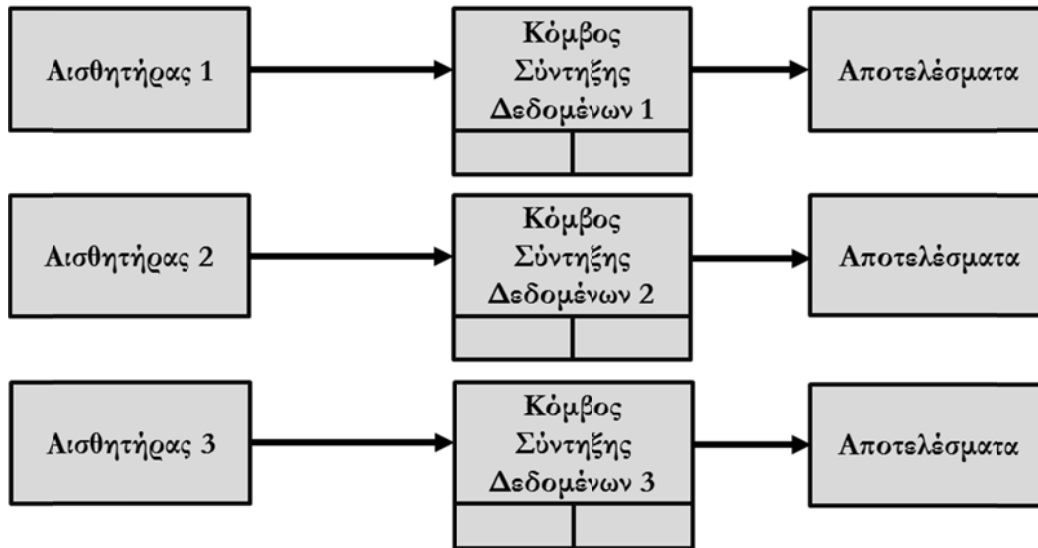 Αισθητήρας 1
Κόμβος
Σύντηξης
Δεδομένων 1
Αποτελέσματα
Αισθητήρας 2
Κόμβος
Σύντηξης
Δεδομένων 2
Αποτελέσματα
Αισθητήρας 3
Κόμβος
Σύντηξης
Δεδομένων 3
Αποτελέσματα